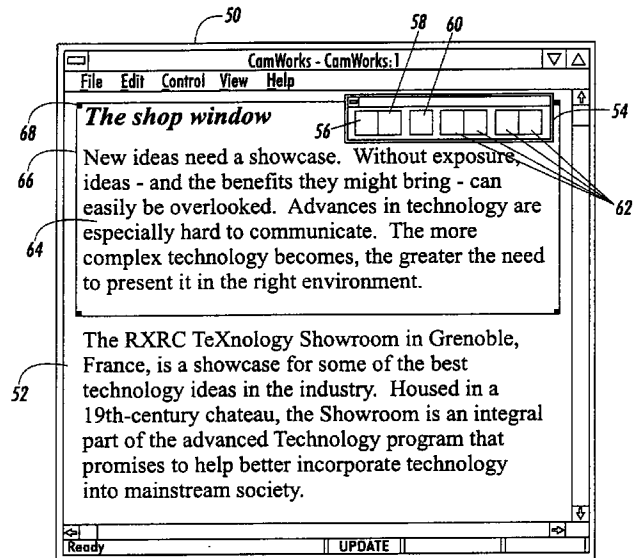 50
58
60
CamWorks - CamWorks:1
File Edit Control View Help
68
The shop window
56
54
66
New ideas need a showcase. Without exposure,
ideas - and the benefits they might bring - can
easily be overlooked. Advances in technology are
62
64
especially hard to communicate. The more
complex technology becomes, the greater the need
to present it in the right environment.
The RXRC TeXnology Showroom in Grenoble,
France, is a showcase for some of the best
52
technology ideas in the industry. Housed in a
19th-century chateau, the Showroom is an integral
part of the advanced Technology program that
promises to help better incorporate technology
into mainstream society.
Ready UPDATE